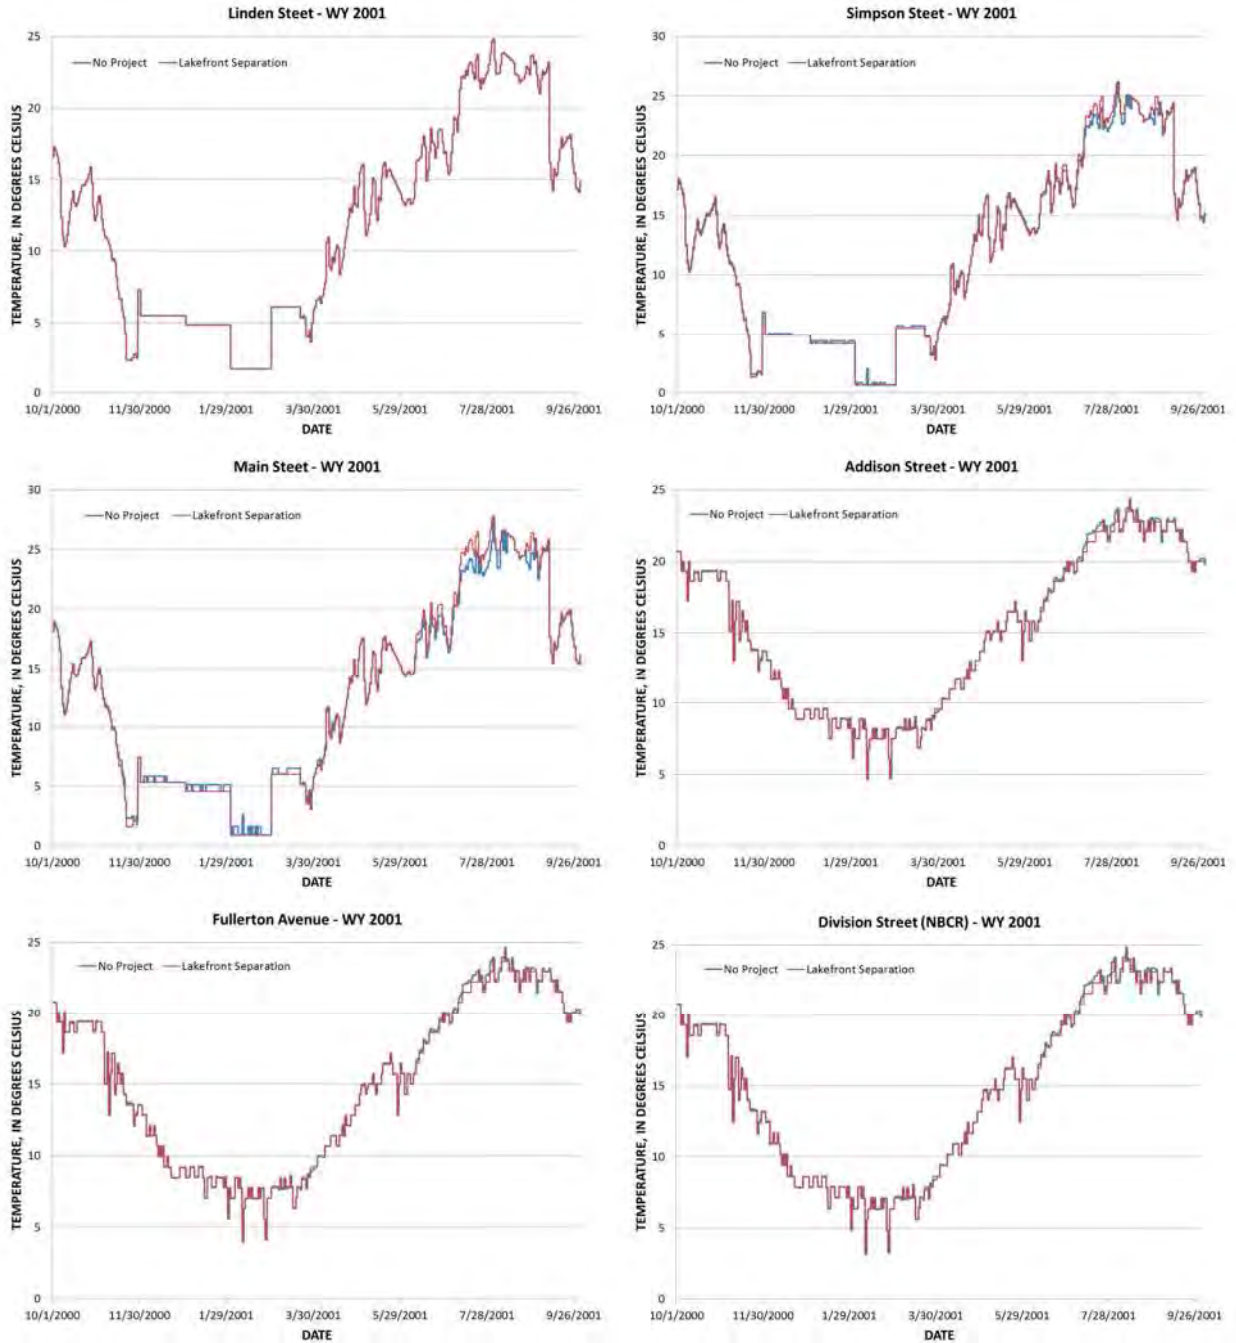 Linden Steet - WY 2001
TEMPERATURE, IN DEGREES CELSIUS
25
20
15
10
5
0
No Project Lakefront Separation
10/1/2000 11/30/2000 1/29/2001 3/30/2001 5/29/2001 7/28/2001 9/26/2001
DATE
Simpson Steet - WY 2001
TEMPERATURE, IN DEGREES CELSIUS
30
25
20
15
10
5
0
No Project Lakefront Separation
10/1/2000 11/30/2000 1/29/2001 3/30/2001 5/29/2001 7/28/2001 9/26/2001
DATE
Main Steet - WY 2001
TEMPERATURE, IN DEGREES CELSIUS
30
25
20
15
10
5
0
No Project Lakefront Separation
10/1/2000 11/30/2000 1/29/2001 3/30/2001 5/29/2001 7/28/2001 9/26/2001
DATE
Addison Street - WY 2001
TEMPERATURE, IN DEGREES CELSIUS
25
20
15
10
5
0
No Project Lakefront Separation
10/1/2000 11/30/2000 1/29/2001 3/30/2001 5/29/2001 7/28/2001 9/26/2001
DATE
Fullerton Avenue - WY 2001
TEMPERATURE, IN DEGREES CELSIUS
25
20
15
10
5
0
No Project Lakefront Separation
10/1/2000 11/30/2000 1/29/2001 3/30/2001 5/29/2001 7/28/2001 9/26/2001
DATE
Division Street (NBCR) - WY 2001
TEMPERATURE, IN DEGREES CELSIUS
25
20
15
10
5
0
No Project Lakefront Separation
10/1/2000 11/30/2000 1/29/2001 3/30/2001 5/29/2001 7/28/2001 9/26/2001
DATE